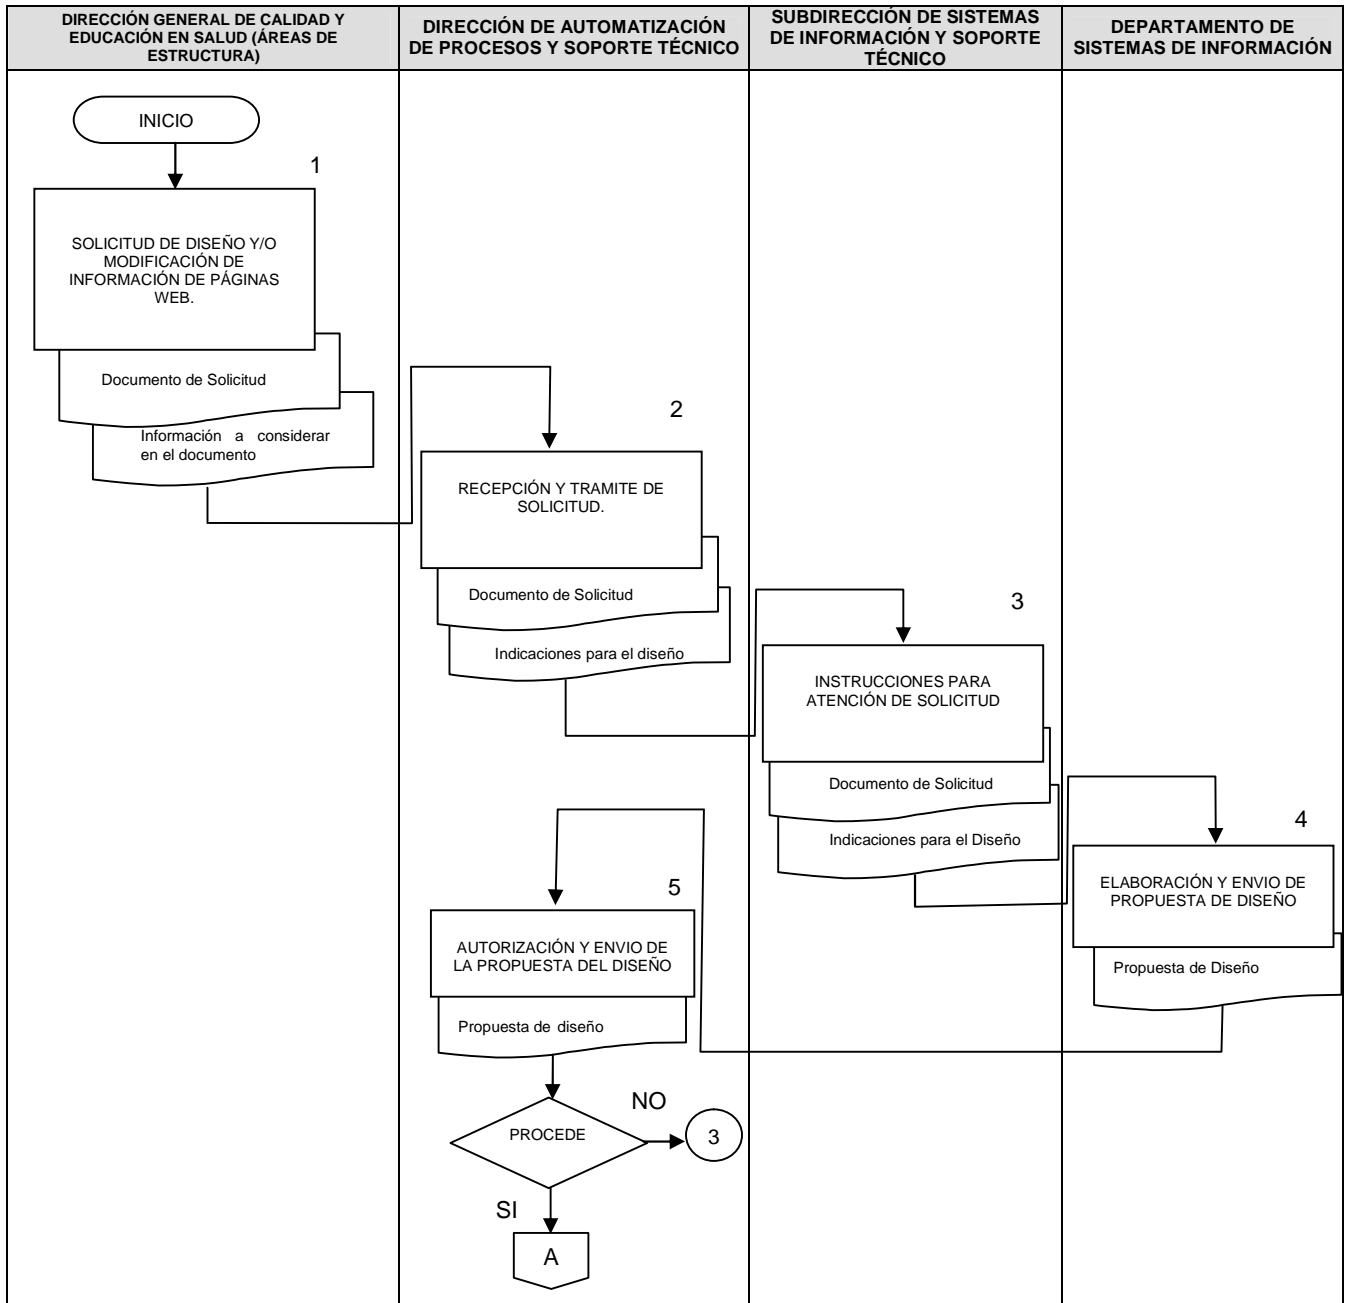 DIRECCIÓN GENERAL DE CALIDAD Y
EDUCACIÓN EN SALUD (ÁREAS DE
ESTRUCTURA)
DIRECCIÓN DE AUTOMATIZACIÓN
DE PROCESOS Y SOPORTE TÉCNICO
SUBDIRECCIÓN DE SISTEMAS
DE INFORMACIÓN Y SOPORTE
TÉCNICO
DEPARTAMENTO DE
SISTEMAS DE INFORMACIÓN
INICIO
1
SOLICITUD DE DISEÑO Y/O
MODIFICACIÓN DE
INFORMACIÓN DE PÁGINAS
WEB.
Documento de Solicitud
Información a considerar
en el documento
2
RECEPCIÓN Y TRAMITE DE
SOLICITUD.
Documento de Solicitud
Indicaciones para el diseño
3
INSTRUCCIONES PARA
ATENCIÓN DE SOLICITUD
Documento de Solicitud
Indicaciones para el Diseño
4
ELABORACIÓN Y ENVIO DE
PROPUESTA DE DISEÑO
Propuesta de Diseño
5
AUTORIZACIÓN Y ENVIO DE
LA PROPUESTA DEL DISEÑO
Propuesta de diseño
PROCEDE
NO
3
SI
A